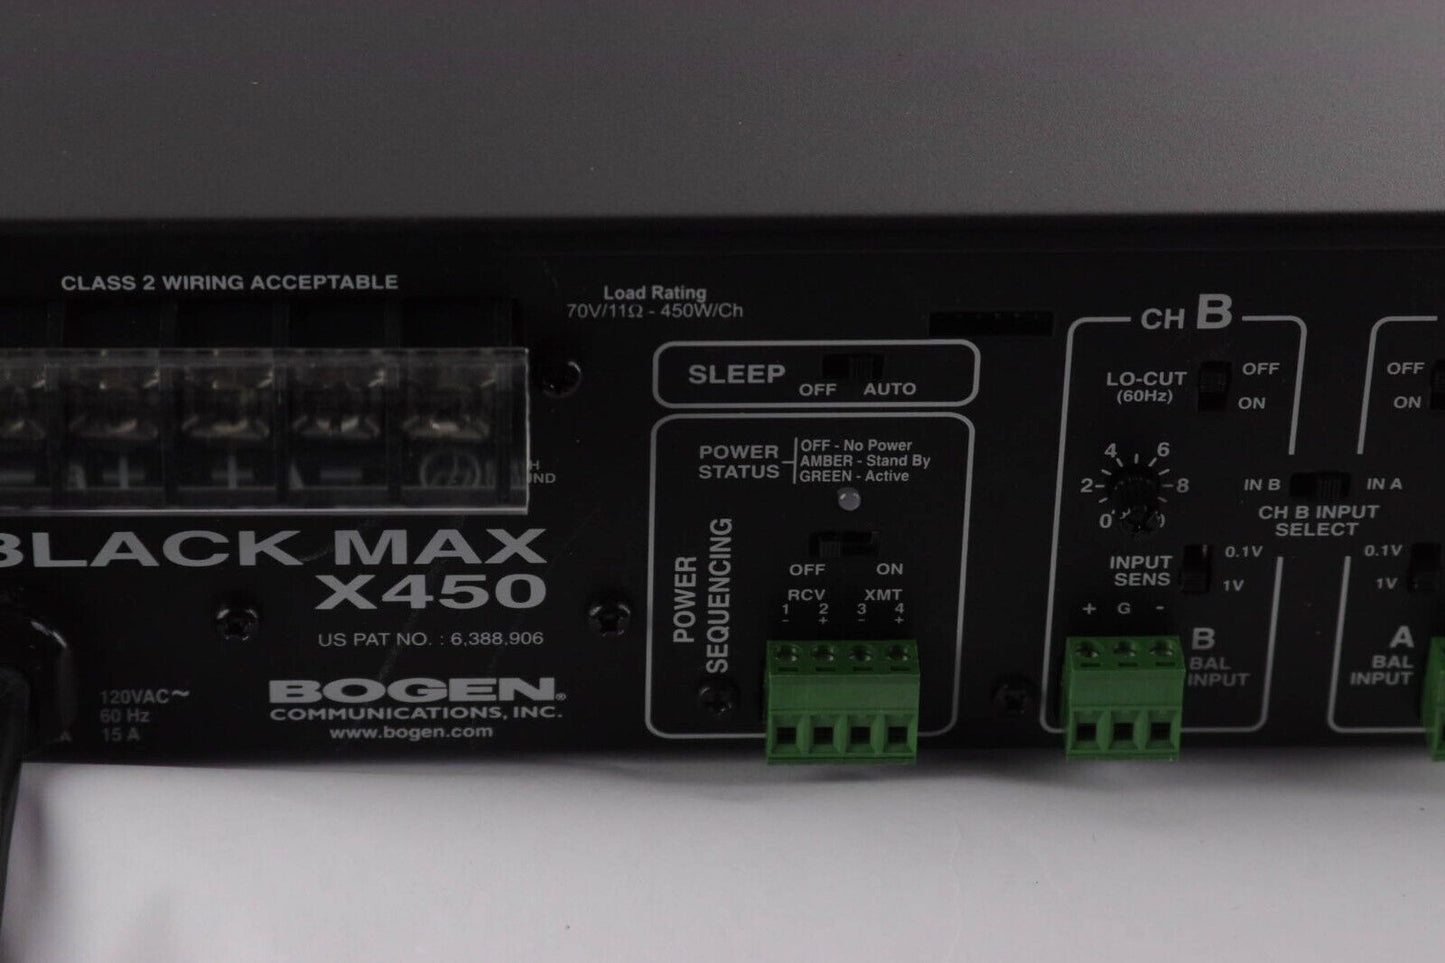 CLASS 2 WIRING ACCEPTABLE
Load Rating
70V/11Ω - 450W/Ch
+ + -
BLACK MAX
X450
US PAT NO. : 6,388,906
120VAC~
60 Hz
15 A
BOGEN®
COMMUNICATIONS, INC.
www.bogen.com
SLEEP
OFF AUTO
POWER
STATUS
OFF - No Power
AMBER - Stand By
GREEN - Active
POWER
SEQUENCING
OFF ON
RCV XMT
1 2 3 4
- + - +
CH B
LO-CUT
(60Hz)
OFF
ON
4 6
2 8
0
INPUT
SENS
0.1V
1V
+ G -
B
BAL
INPUT
IN B IN A
CH B INPUT
SELECT
OFF
ON
0.1V
1V
A
BAL
INPUT